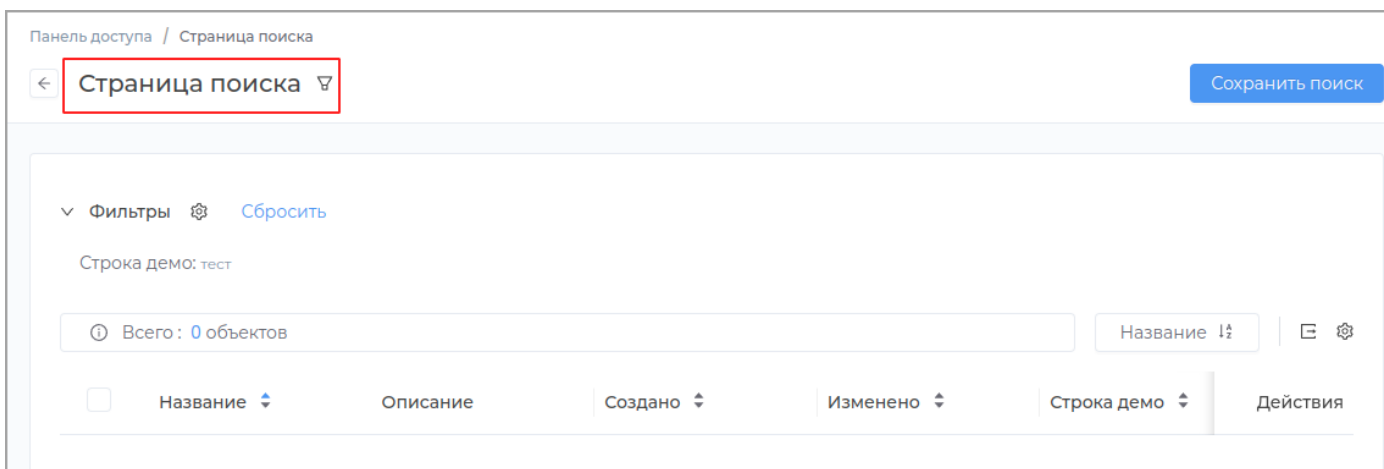 Панель доступа / Страница поиска
Страница поиска
Сохранить поиск
Фильтры Сбросить
Строка демо: тест
Всего : 0 объектов
Название
Название Описание Создано Изменено Строка демо Действия